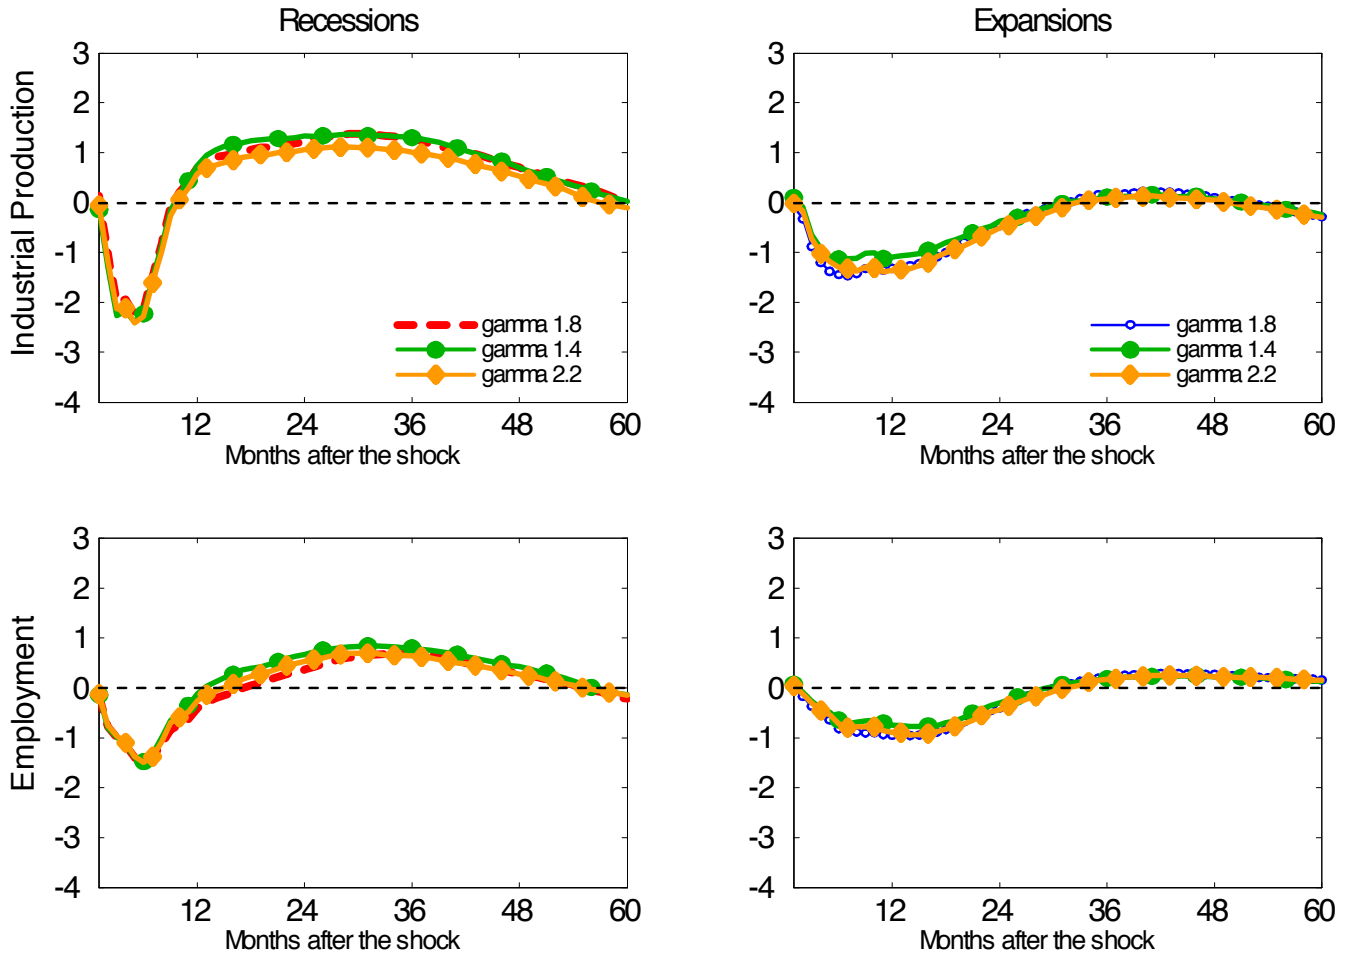 Recessions
Expansions
Industrial Production
3
2
1
0
-1
-2
-3
-4
gamma 1.8
gamma 1.4
gamma 2.2
12 24 36 48 60
Months after the shock
3
2
1
0
-1
-2
-3
-4
gamma 1.8
gamma 1.4
gamma 2.2
12 24 36 48 60
Months after the shock
Employment
3
2
1
0
-1
-2
-3
-4
12 24 36 48 60
Months after the shock
3
2
1
0
-1
-2
-3
-4
12 24 36 48 60
Months after the shock